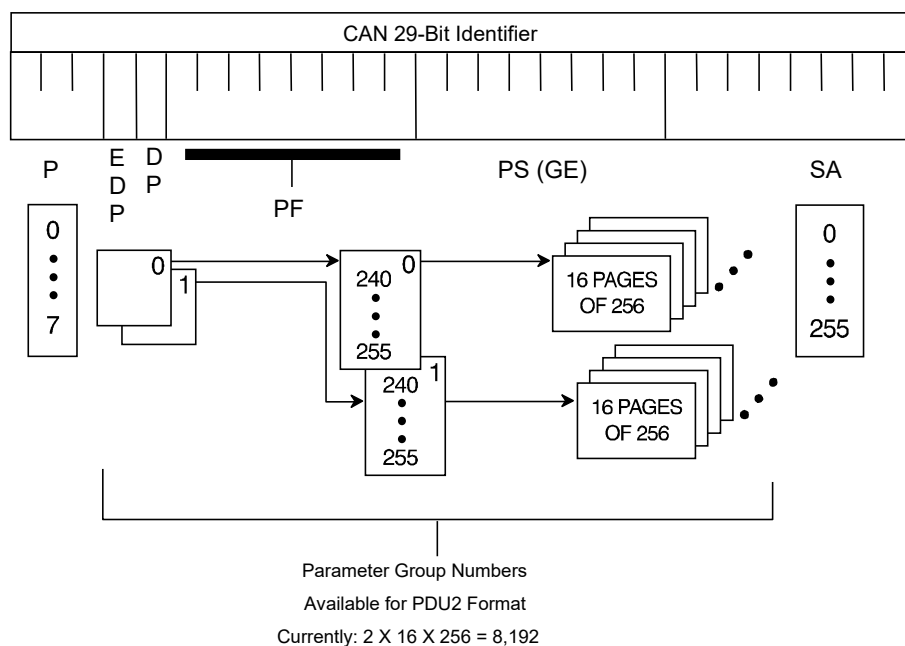 CAN 29-Bit Identifier
P
E
D
P
D
P
PF
PS (GE)
SA
0
7
0
1
0
240
255
1
240
255
16 PAGES
OF 256
16 PAGES
OF 256
0
255
Parameter Group Numbers
Available for PDU2 Format
Currently: 2 X 16 X 256 = 8,192